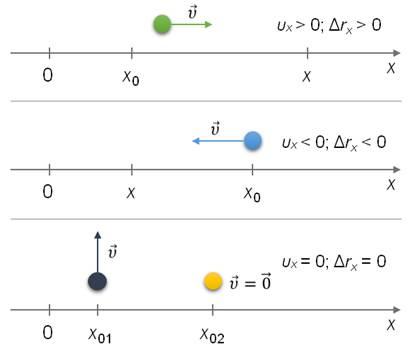 v⃗ υₓ > 0; Δrₓ > 0
0 x₀ x x
v⃗ υₓ < 0; Δrₓ < 0
0 x x₀ x
v⃗ v⃗ = 0⃗ υₓ = 0; Δrₓ = 0
0 x₀₁ x₀₂ x